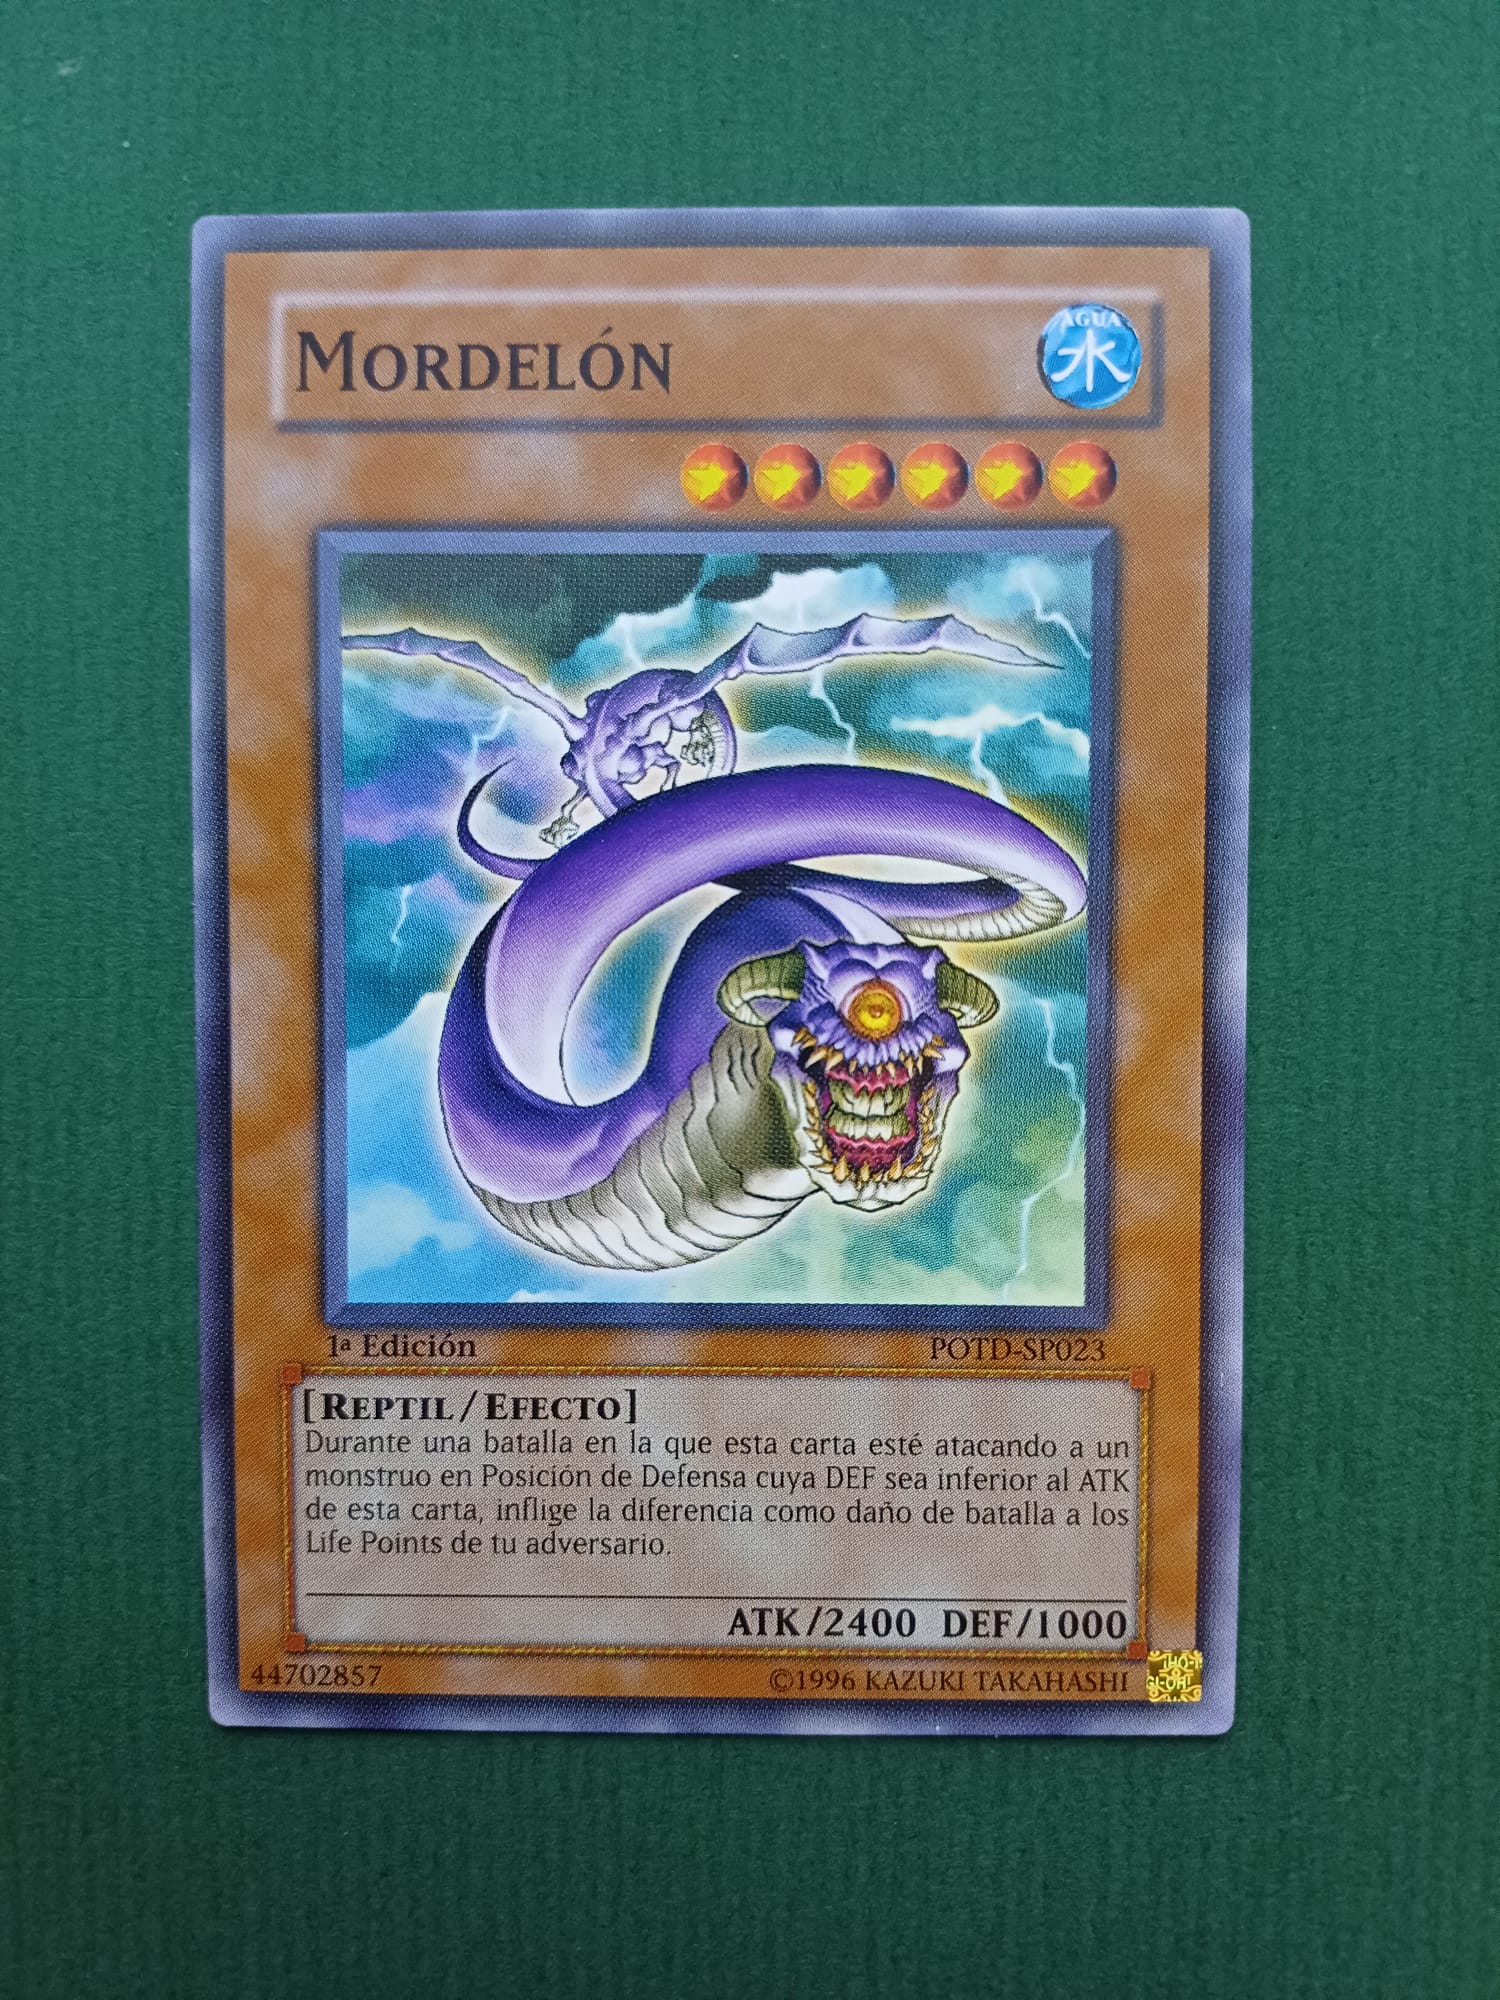 MORDELÓN
AGUA
水
1ª Edición
POTD-SP023
[REPTIL/EFECTO]
Durante una batalla en la que esta carta esté atacando a un
monstruo en Posición de Defensa cuya DEF sea inferior al ATK
de esta carta, inflige la diferencia como daño de batalla a los
Life Points de tu adversario.
ATK/2400 DEF/1000
44702857
©1996 KAZUKI TAKAHASHI